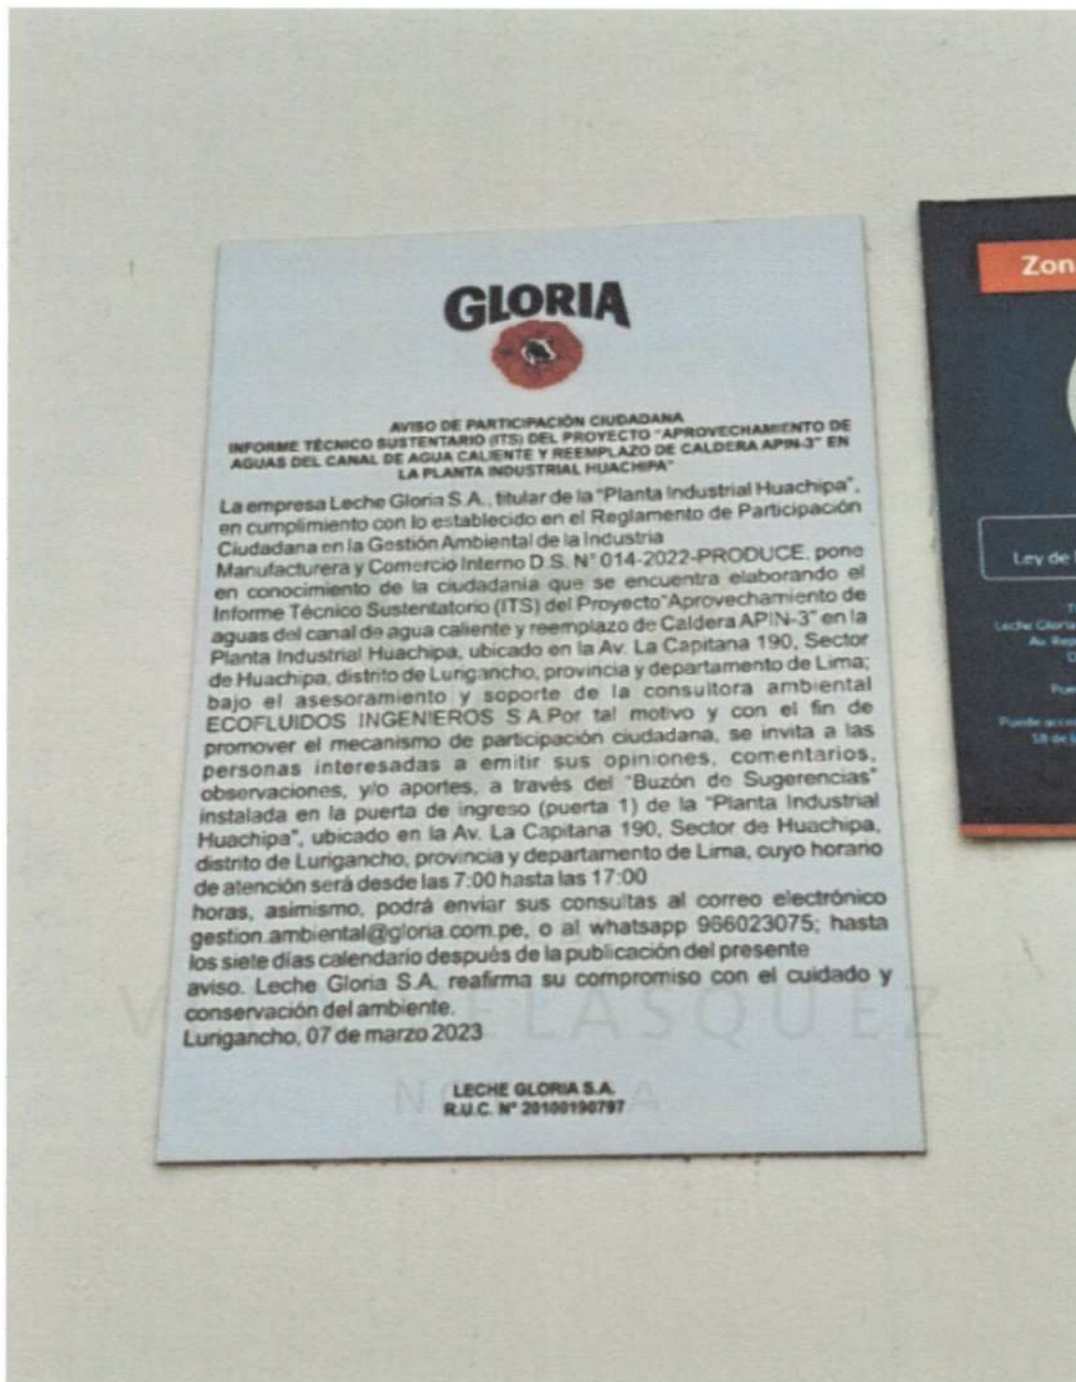 GLORIA
AVISO DE PARTICIPACIÓN CIUDADANA
INFORME TÉCNICO SUSTENTARIO (ITS) DEL PROYECTO "APROVECHAMIENTO DE
AGUAS DEL CANAL DE AGUA CALIENTE Y REEMPLAZO DE CALDERA APIN-3" EN
LA PLANTA INDUSTRIAL HUACHIPA"
La empresa Leche Gloria S.A., titular de la "Planta Industrial Huachipa",
en cumplimiento con lo establecido en el Reglamento de Participación
Ciudadana en la Gestión Ambiental de la Industria
Manufacturera y Comercio Interno D.S. N° 014-2022-PRODUCE, pone
en conocimiento de la ciudadanía que se encuentra elaborando el
Informe Técnico Sustentatorio (ITS) del Proyecto"Aprovechamiento de
aguas del canal de agua caliente y reemplazo de Caldera APIN-3" en la
Planta Industrial Huachipa, ubicado en la Av. La Capitana 190, Sector
de Huachipa, distrito de Lurigancho, provincia y departamento de Lima;
bajo el asesoramiento y soporte de la consultora ambiental
ECOFLUIDOS INGENIEROS S.A.Por tal motivo y con el fin de
promover el mecanismo de participación ciudadana, se invita a las
personas interesadas a emitir sus opiniones, comentarios,
observaciones, y/o aportes, a través del "Buzón de Sugerencias"
instalada en la puerta de ingreso (puerta 1) de la "Planta Industrial
Huachipa", ubicado en la Av. La Capitana 190, Sector de Huachipa,
distrito de Lurigancho, provincia y departamento de Lima, cuyo horario
de atención será desde las 7:00 hasta las 17:00
horas, asimismo, podrá enviar sus consultas al correo electrónico
gestion.ambiental@gloria.com.pe, o al whatsapp 966023075; hasta
los siete días calendario después de la publicación del presente
aviso. Leche Gloria S.A. reafirma su compromiso con el cuidado y
conservación del ambiente.
Lurigancho, 07 de marzo 2023
LECHE GLORIA S.A.
R.U.C. N° 20100190797
Zon
Ley de
Leche Gloria
Av. Rep
Puede acce
18 de